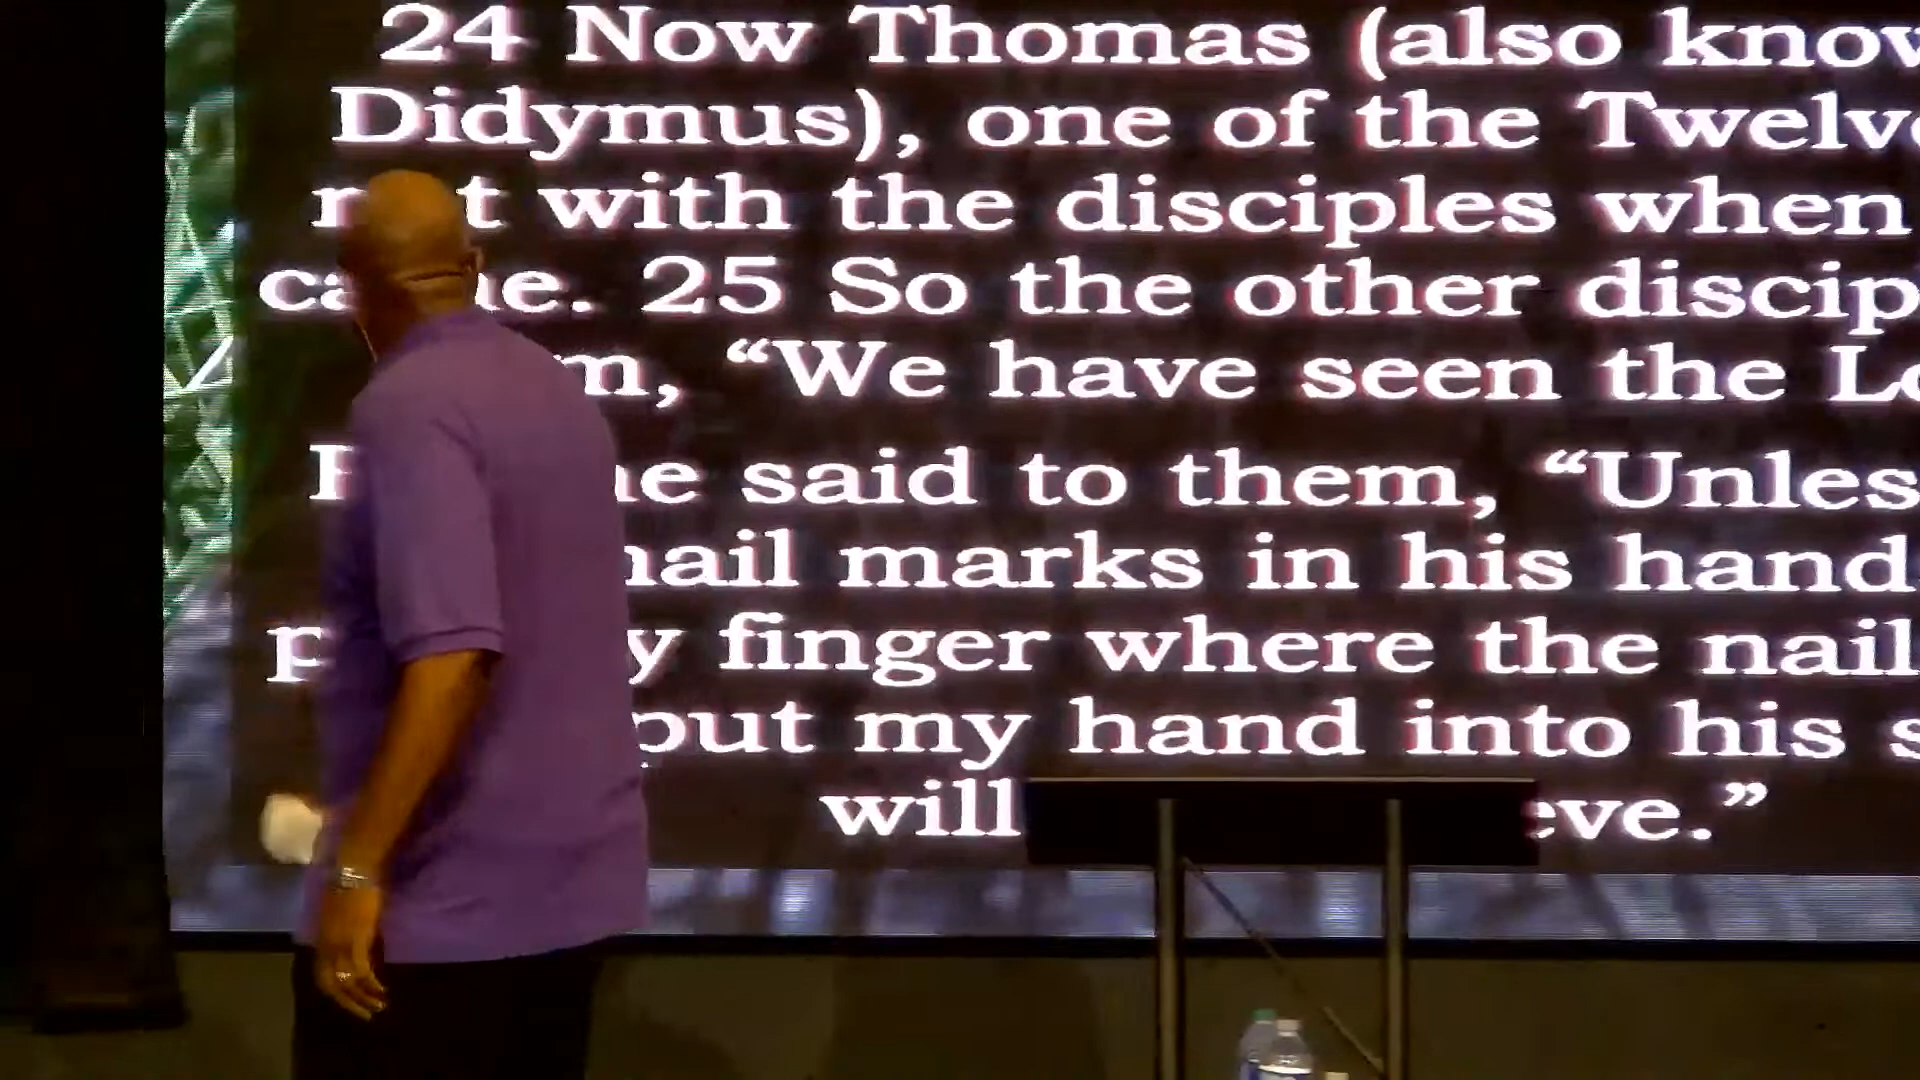 24 Now Thomas (also know
Didymus), one of the Twelve
with the disciples when
25 So the other discip
“We have seen the Lo
said to them, “Unles
nail marks in his hand
finger where the nail
put my hand into his s
will eve.”